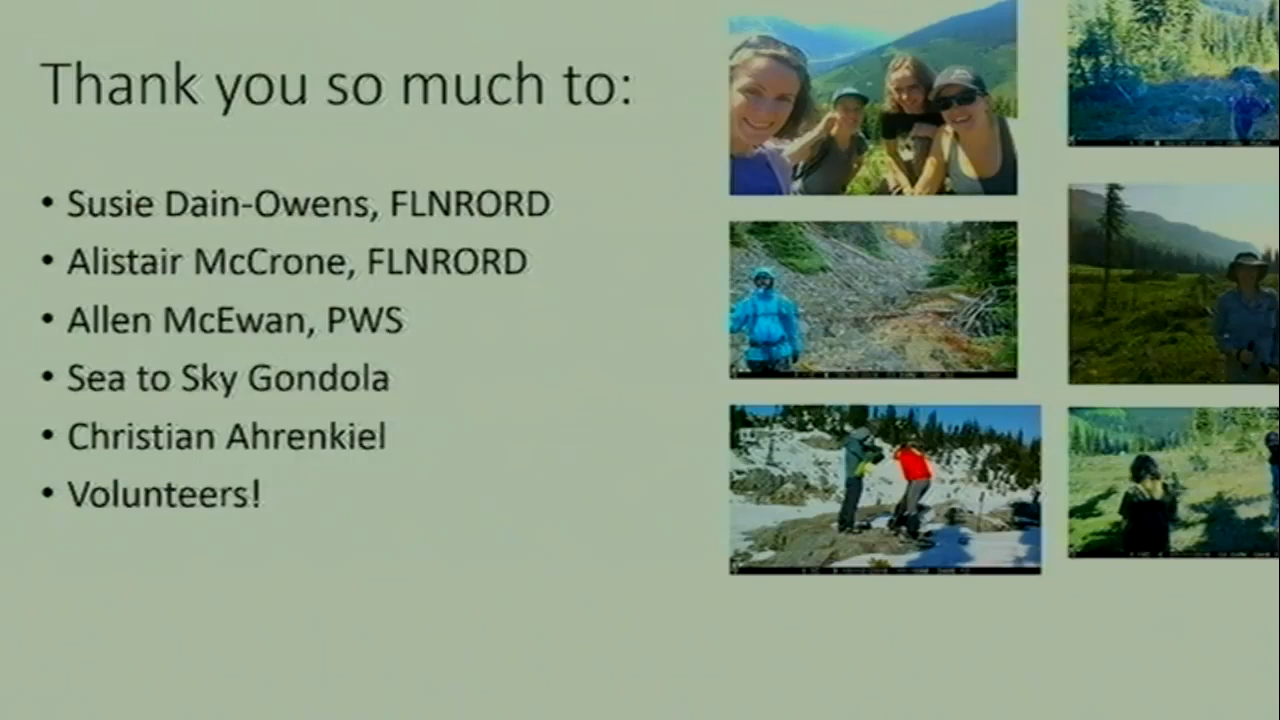 Thank you so much to:
• Susie Dain-Owens, FLNRORD
• Alistair McCrone, FLNRORD
• Allen McEwan, PWS
• Sea to Sky Gondola
• Christian Ahrenkiel
• Volunteers!